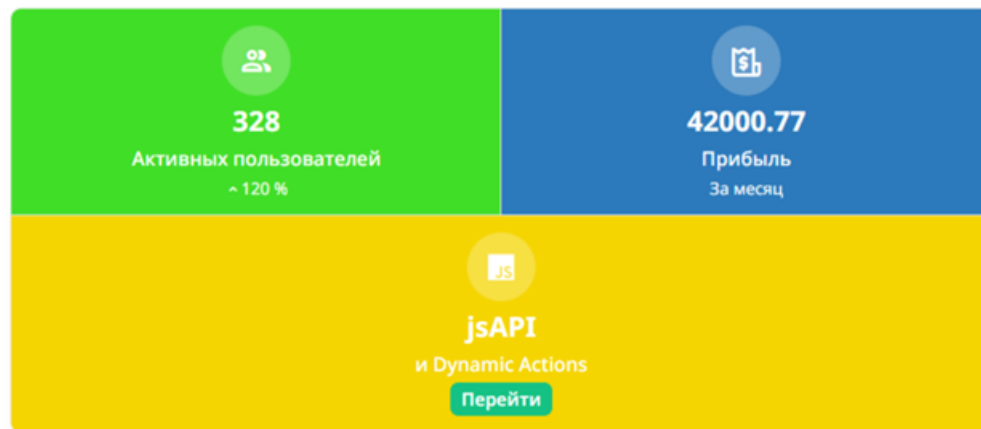 328
Активных пользователей
^ 120 %
$
42000.77
Прибыль
За месяц
JS
jsAPI
и Dynamic Actions
Перейти